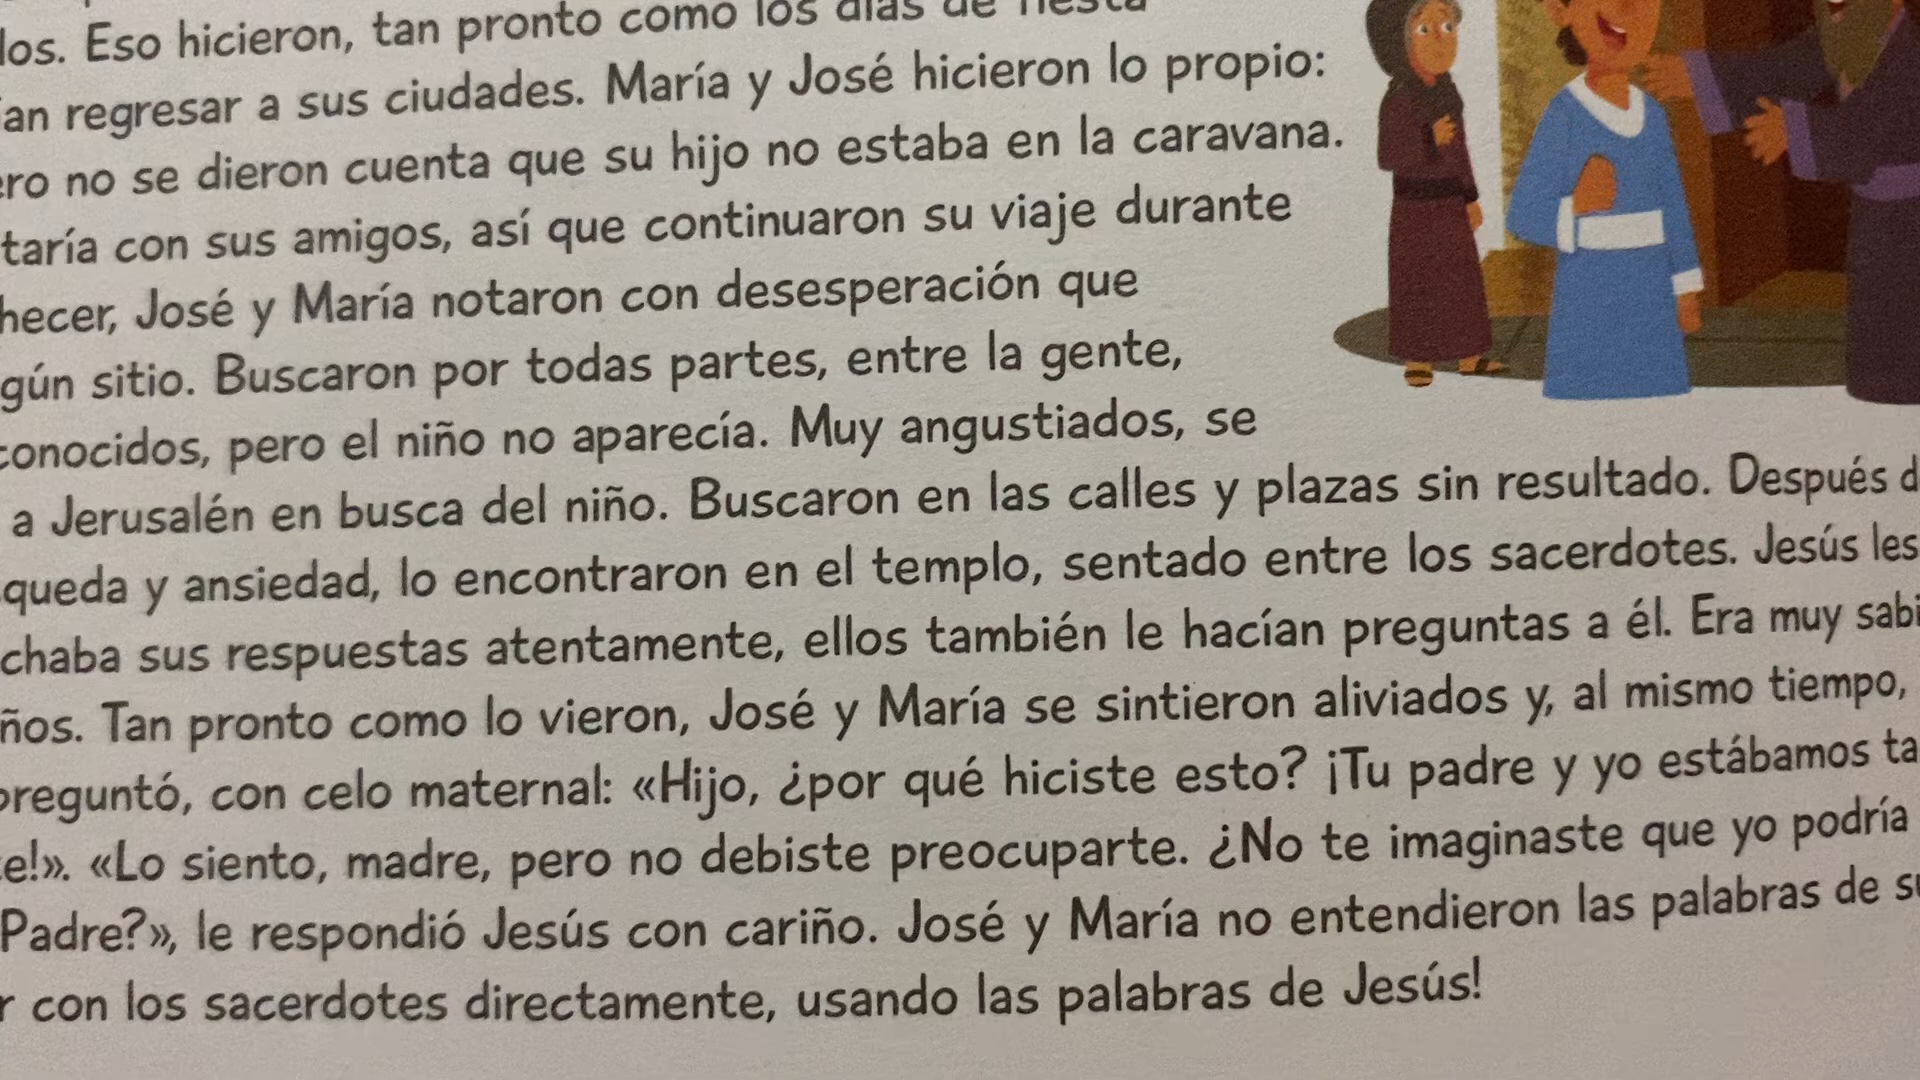 los. Eso hicieron, tan pronto como los días de fiesta
an regresar a sus ciudades. María y José hicieron lo propio:
ero no se dieron cuenta que su hijo no estaba en la caravana.
taría con sus amigos, así que continuaron su viaje durante
hecer, José y María notaron con desesperación que
gún sitio. Buscaron por todas partes, entre la gente,
conocidos, pero el niño no aparecía. Muy angustiados, se
a Jerusalén en busca del niño. Buscaron en las calles y plazas sin resultado. Después d
queda y ansiedad, lo encontraron en el templo, sentado entre los sacerdotes. Jesús les
chaba sus respuestas atentamente, ellos también le hacían preguntas a él. Era muy sabi
ños. Tan pronto como lo vieron, José y María se sintieron aliviados y, al mismo tiempo,
preguntó, con celo maternal: «Hijo, ¿por qué hiciste esto? ¡Tu padre y yo estábamos ta
e!». «Lo siento, madre, pero no debiste preocuparte. ¿No te imaginaste que yo podría
Padre?», le respondió Jesús con cariño. José y María no entendieron las palabras de su
r con los sacerdotes directamente, usando las palabras de Jesús!